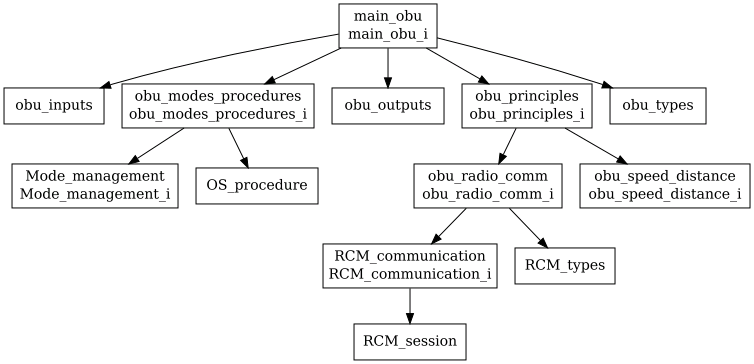 main_obu
main_obu_i
obu_inputs
obu_modes_procedures
obu_modes_procedures_i
obu_outputs
obu_principles
obu_principles_i
obu_types
Mode_management
Mode_management_i
OS_procedure
obu_radio_comm
obu_radio_comm_i
obu_speed_distance
obu_speed_distance_i
RCM_communication
RCM_communication_i
RCM_types
RCM_session